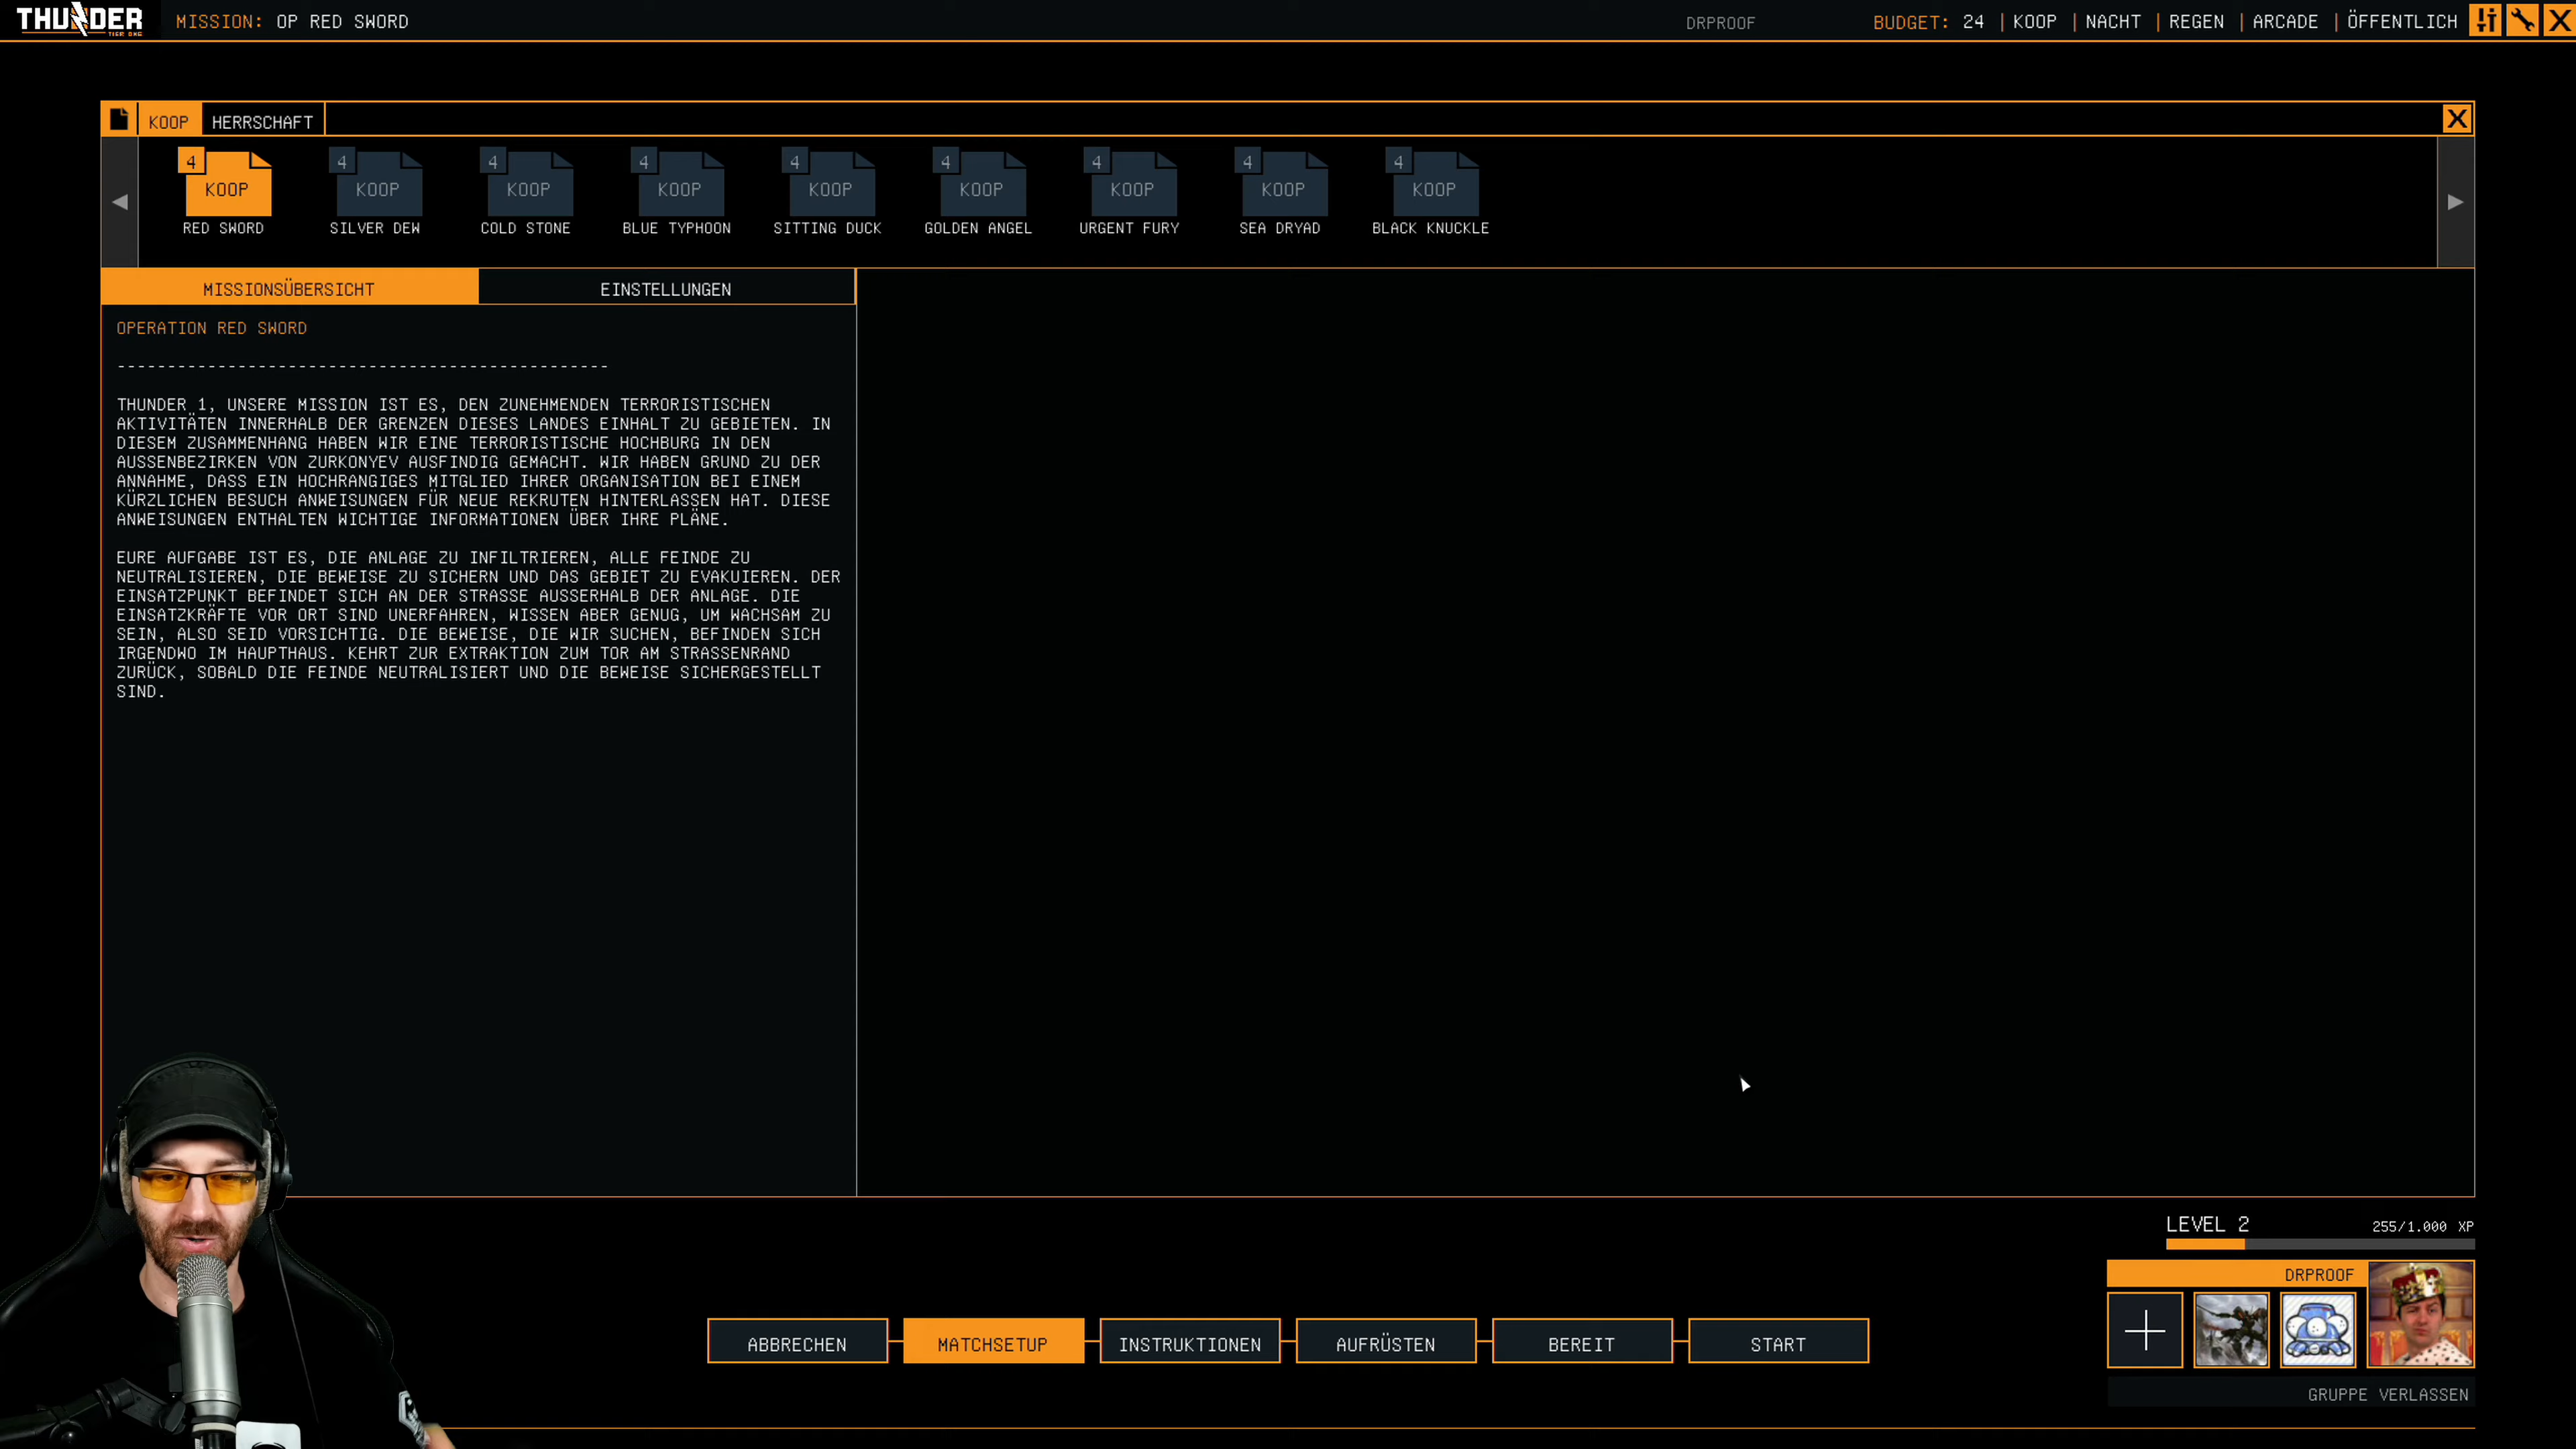 THUNDER
TIER ONE
MISSION: OP RED SWORD
DRPROOF
BUDGET: 24 | KOOP | NACHT | REGEN | ARCADE | ÖFFENTLICH
X
KOOP
HERRSCHAFT
X
4 KOOP
RED SWORD
4 KOOP
SILVER DEW
4 KOOP
COLD STONE
4 KOOP
BLUE TYPHOON
4 KOOP
SITTING DUCK
4 KOOP
GOLDEN ANGEL
4 KOOP
URGENT FURY
4 KOOP
SEA DRYAD
4 KOOP
BLACK KNUCKLE
MISSIONSÜBERSICHT
EINSTELLUNGEN
OPERATION RED SWORD
-------------------------------------------------
THUNDER 1, UNSERE MISSION IST ES, DEN ZUNEHMENDEN TERRORISTISCHEN
AKTIVITÄTEN INNERHALB DER GRENZEN DIESES LANDES EINHALT ZU GEBIETEN. IN
DIESEM ZUSAMMENHANG HABEN WIR EINE TERRORISTISCHE HOCHBURG IN DEN
AUSSENBEZIRKEN VON ZURKONYEV AUSFINDIG GEMACHT. WIR HABEN GRUND ZU DER
ANNAHME, DASS EIN HOCHRANGIGES MITGLIED IHRER ORGANISATION BEI EINEM
KÜRZLICHEN BESUCH ANWEISUNGEN FÜR NEUE REKRUTEN HINTERLASSEN HAT. DIESE
ANWEISUNGEN ENTHALTEN WICHTIGE INFORMATIONEN ÜBER IHRE PLÄNE.
EURE AUFGABE IST ES, DIE ANLAGE ZU INFILTRIEREN, ALLE FEINDE ZU
NEUTRALISIEREN, DIE BEWEISE ZU SICHERN UND DAS GEBIET ZU EVAKUIEREN. DER
EINSATZPUNKT BEFINDET SICH AN DER STRASSE AUSSERHALB DER ANLAGE. DIE
EINSATZKRÄFTE VOR ORT SIND UNERFAHREN, WISSEN ABER GENUG, UM WACHSAM ZU
SEIN, ALSO SEID VORSICHTIG. DIE BEWEISE, DIE WIR SUCHEN, BEFINDEN SICH
IRGENDWO IM HAUPTHAUS. KEHRT ZUR EXTRAKTION ZUM TOR AM STRASSENRAND
ZURÜCK, SOBALD DIE FEINDE NEUTRALISIERT UND DIE BEWEISE SICHERGESTELLT
SIND.
LEVEL 2
255/1.000 XP
DRPROOF
ABBRECHEN
MATCHSETUP
INSTRUKTIONEN
AUFRÜSTEN
BEREIT
START
GRUPPE VERLASSEN